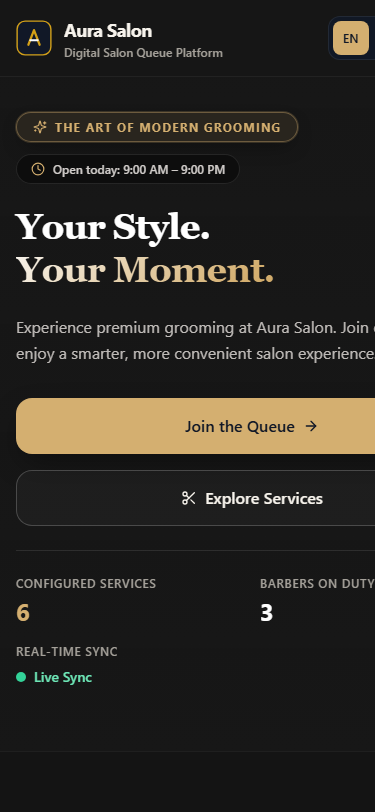 Aura Salon
Digital Salon Queue Platform
EN
THE ART OF MODERN GROOMING
Open today: 9:00 AM – 9:00 PM
Your Style.
Your Moment.
Experience premium grooming at Aura Salon. Join
enjoy a smarter, more convenient salon experience
Join the Queue →
Explore Services
CONFIGURED SERVICES
6
BARBERS ON DUTY
3
REAL-TIME SYNC
Live Sync